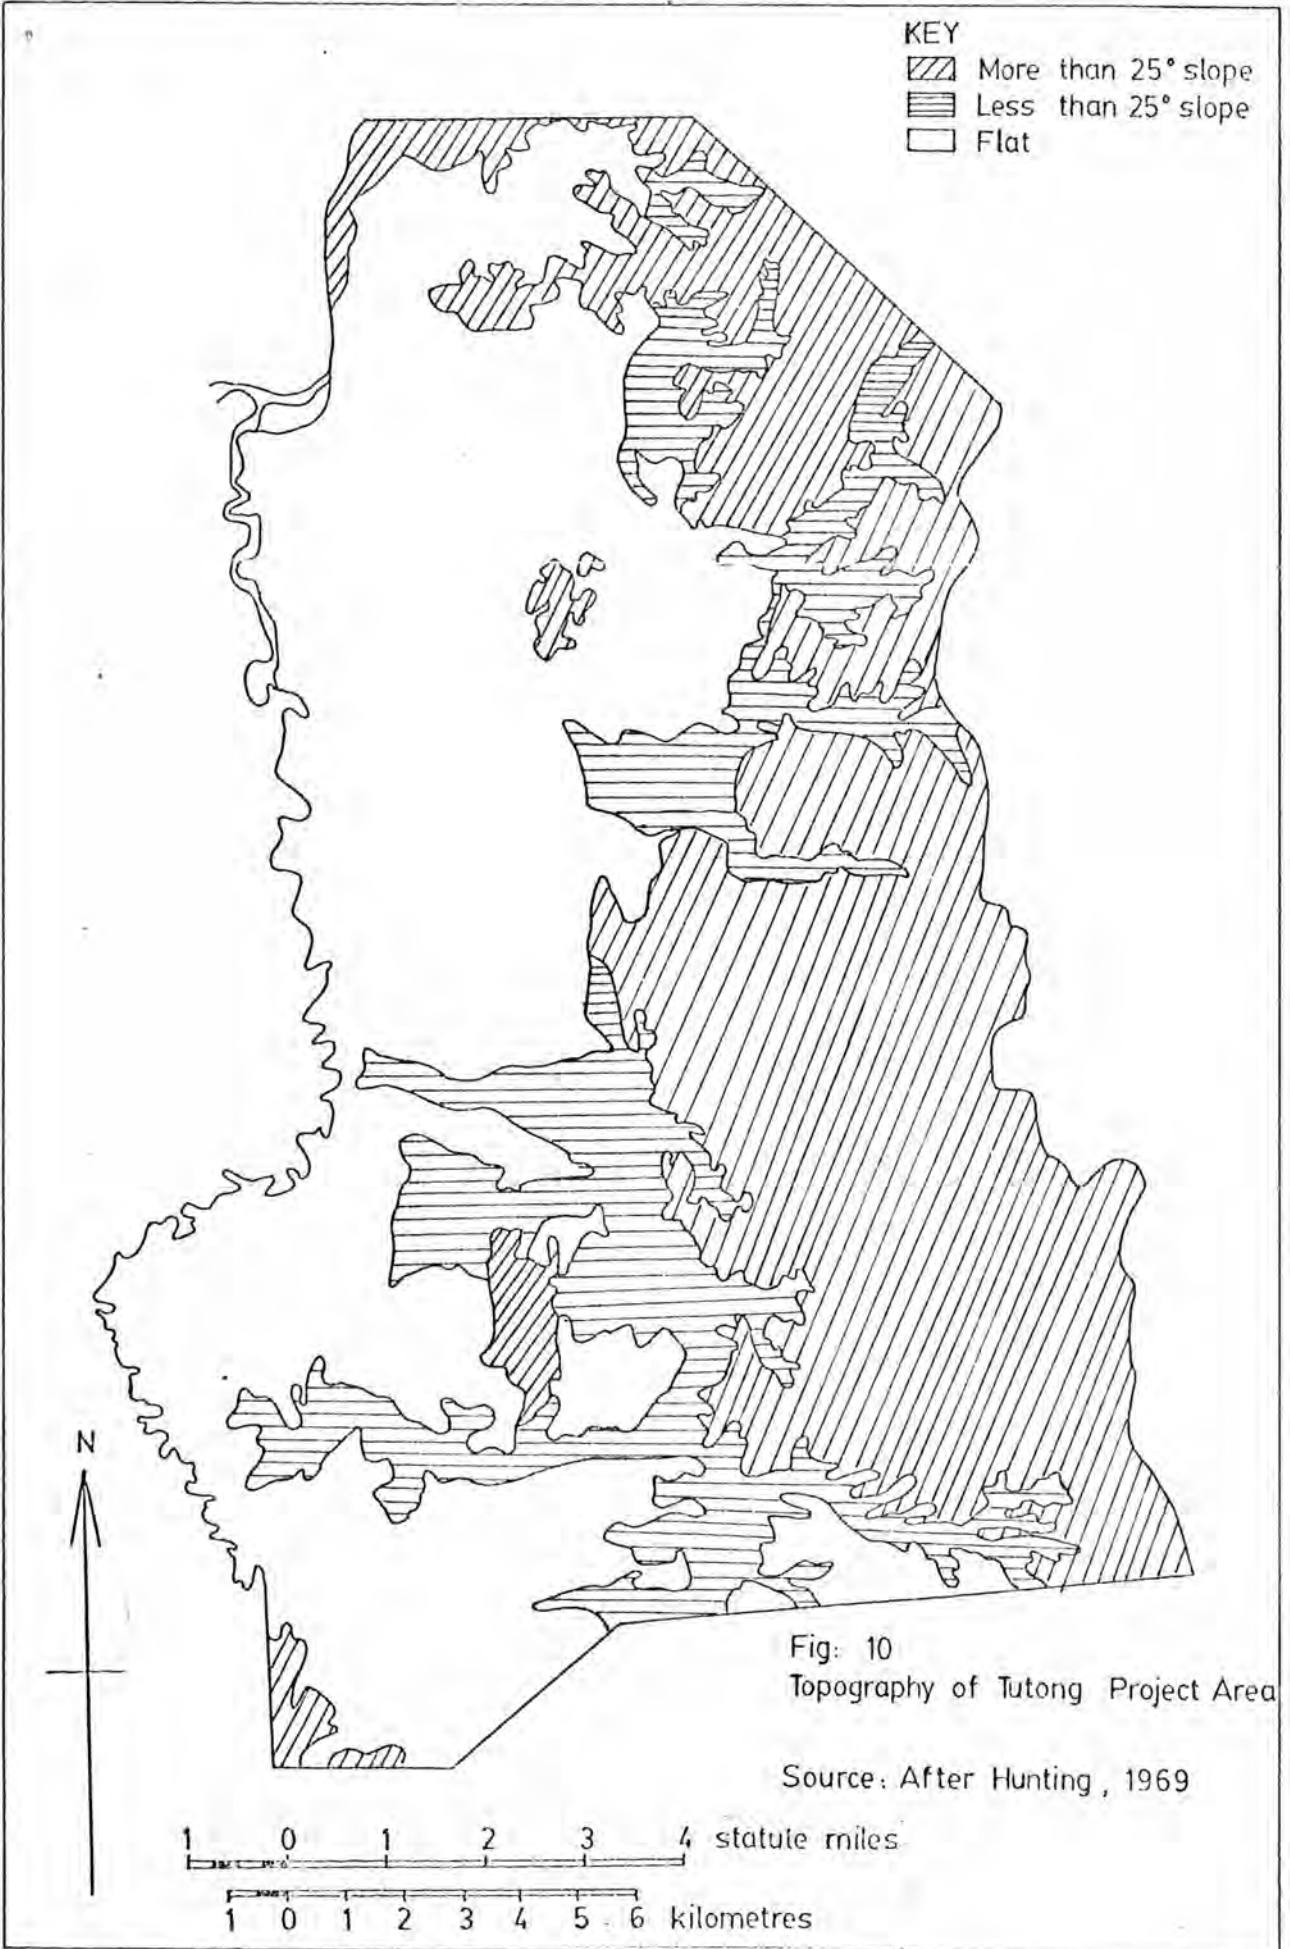 KEY
More than 25° slope
Less than 25° slope
Flat
N
Fig: 10
Topography of Tutong Project Area
Source: After Hunting, 1969
1 0 1 2 3 4 statute miles
1 0 1 2 3 4 5 6 kilometres